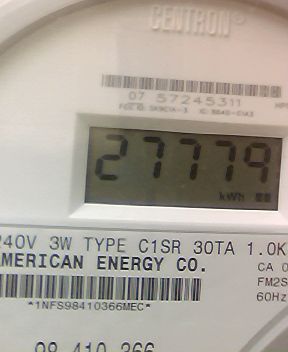 CENTRON®
07 57245311
27779
kWh
240V 3W TYPE C1SR 30TA 1.0K
AMERICAN ENERGY CO.
CA 0
FM2S
60Hz
*1NFS98410366MEC*
98 410 366